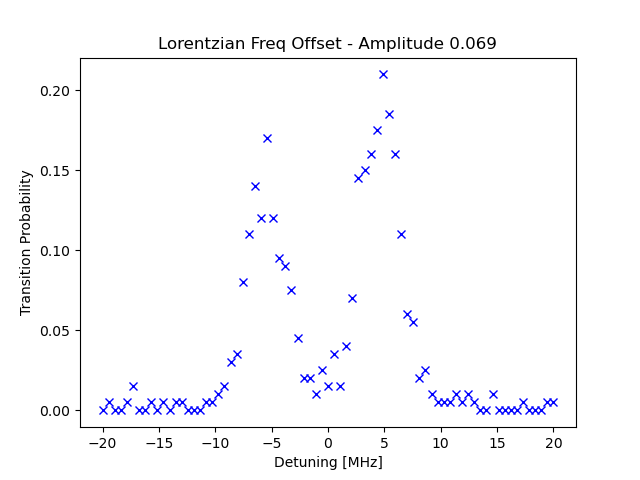 Lorentzian Freq Offset - Amplitude 0.069
0.20
0.15
0.10
0.05
0.00
Transition Probability
−20 −15 −10 −5 0 5 10 15 20
Detuning [MHz]